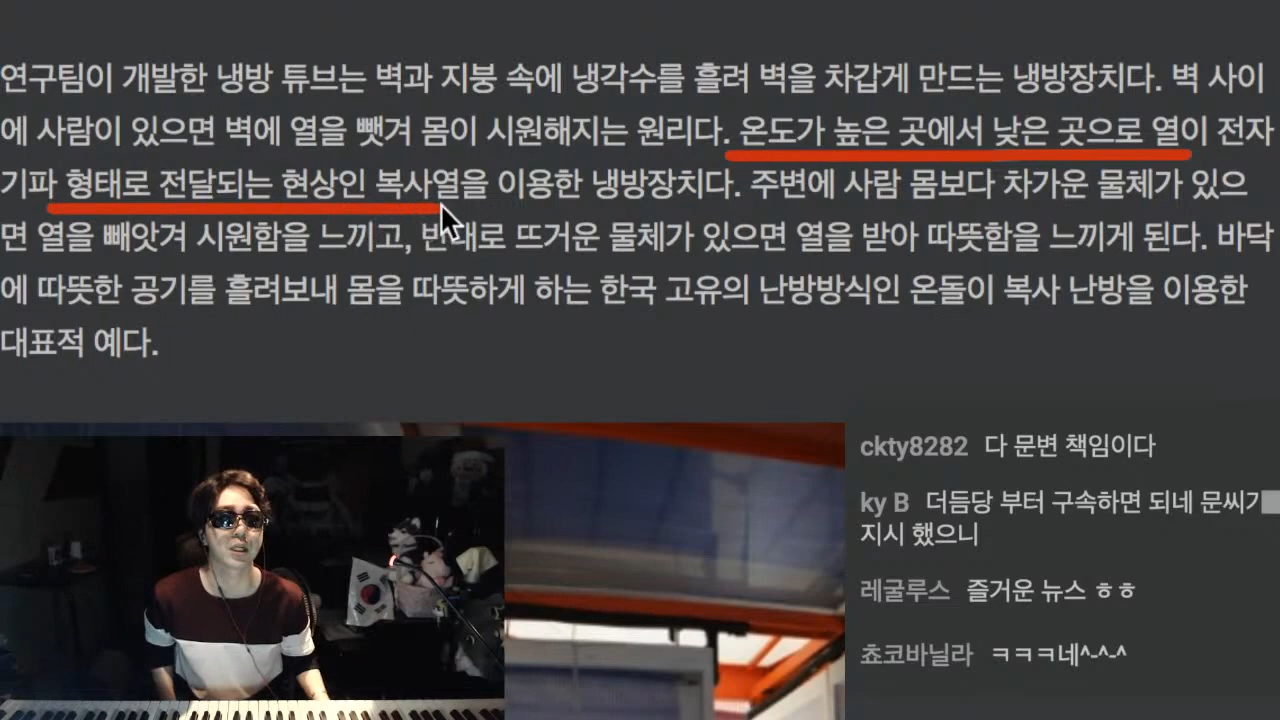 연구팀이 개발한 냉방 튜브는 벽과 지붕 속에 냉각수를 흘려 벽을 차갑게 만드는 냉방장치다. 벽 사이
에 사람이 있으면 벽에 열을 뺏겨 몸이 시원해지는 원리다. 온도가 높은 곳에서 낮은 곳으로 열이 전자
기파 형태로 전달되는 현상인 복사열을 이용한 냉방장치다. 주변에 사람 몸보다 차가운 물체가 있으
면 열을 빼앗겨 시원함을 느끼고, 반대로 뜨거운 물체가 있으면 열을 받아 따뜻함을 느끼게 된다. 바닥
에 따뜻한 공기를 흘려보내 몸을 따뜻하게 하는 한국 고유의 난방방식인 온돌이 복사 난방을 이용한
대표적 예다.
ckty8282 다 문변 책임이다
ky B 더듬당 부터 구속하면 되네 문씨가
지시 했으니
레굴루스 즐거운 뉴스 ㅎㅎ
쵸코바닐라 ㅋㅋㅋ네^-^-^